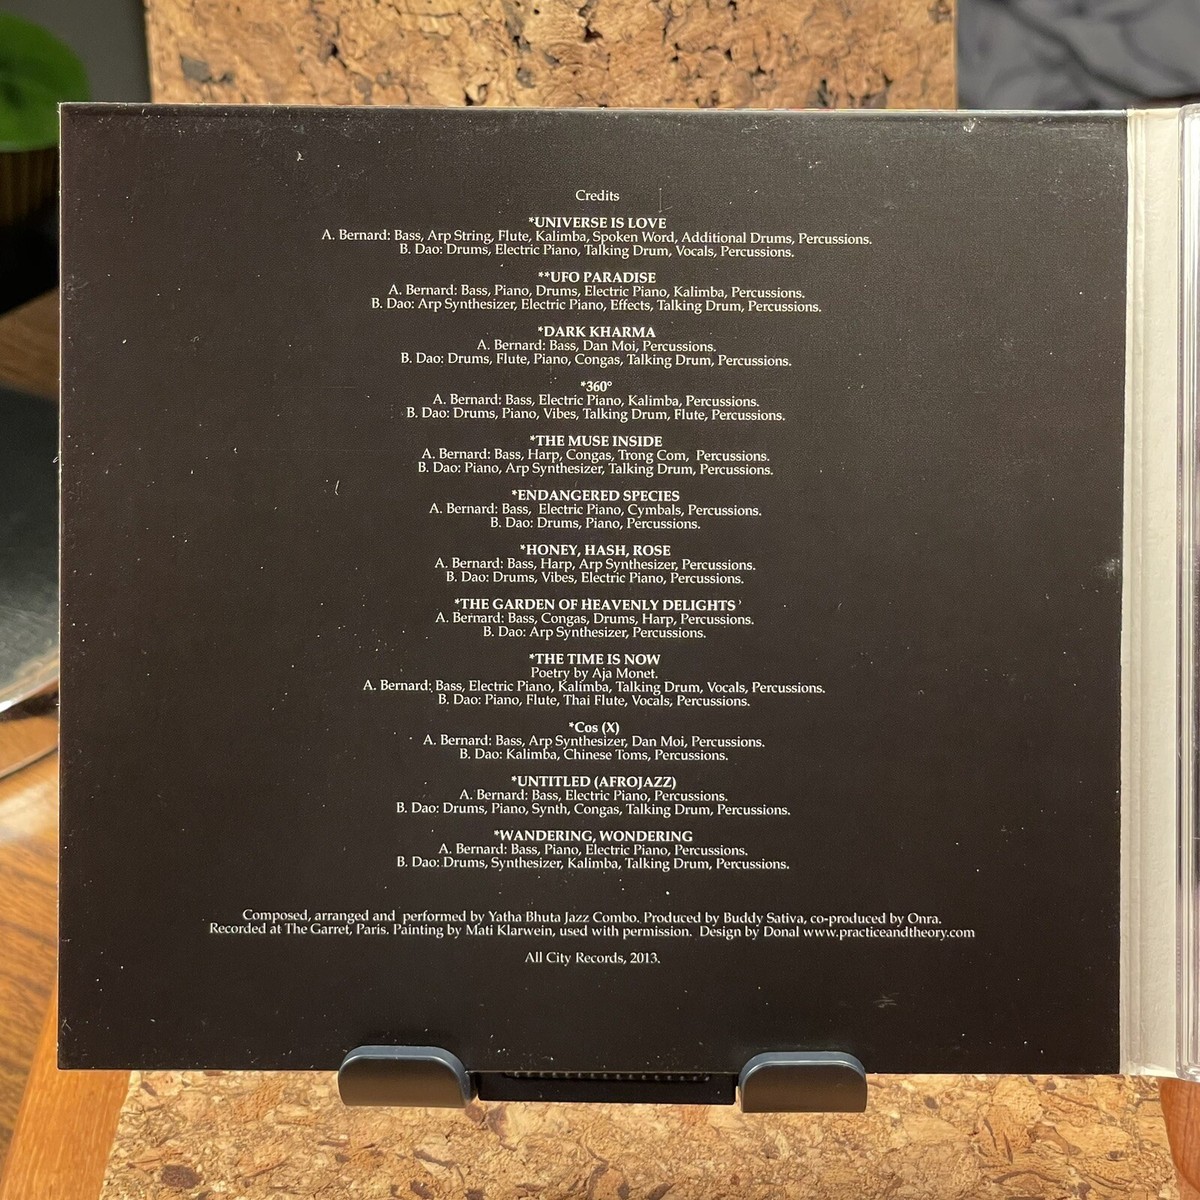 Credits
*UNIVERSE IS LOVE
A. Bernard: Bass, Arp String, Flute, Kalimba, Spoken Word, Additional Drums, Percussions.
B. Dao: Drums, Electric Piano, Talking Drum, Vocals, Percussions.
**UFO PARADISE
A. Bernard: Bass, Piano, Drums, Electric Piano, Kalimba, Percussions.
B. Dao: Arp Synthesizer, Electric Piano, Effects, Talking Drum, Percussions.
*DARK KHARMA
A. Bernard: Bass, Dan Moi, Percussions.
B. Dao: Drums, Flute, Piano, Congas, Talking Drum, Percussions.
*360°
A. Bernard: Bass, Electric Piano, Kalimba, Percussions.
B. Dao: Drums, Piano, Vibes, Talking Drum, Flute, Percussions.
*THE MUSE INSIDE
A. Bernard: Bass, Harp, Congas, Trong Com, Percussions.
B. Dao: Piano, Arp Synthesizer, Talking Drum, Percussions.
*ENDANGERED SPECIES
A. Bernard: Bass, Electric Piano, Cymbals, Percussions.
B. Dao: Drums, Piano, Percussions.
*HONEY, HASH, ROSE
A. Bernard: Bass, Harp, Arp Synthesizer, Percussions.
B. Dao: Drums, Vibes, Electric Piano, Percussions.
*THE GARDEN OF HEAVENLY DELIGHTS
A. Bernard: Bass, Congas, Drums, Harp, Percussions.
B. Dao: Arp Synthesizer, Percussions.
*THE TIME IS NOW
Poetry by Aja Monet.
A. Bernard: Bass, Electric Piano, Kalimba, Talking Drum, Vocals, Percussions.
B. Dao: Piano, Flute, Thai Flute, Vocals, Percussions.
*Cos (X)
A. Bernard: Bass, Arp Synthesizer, Dan Moi, Percussions.
B. Dao: Kalimba, Chinese Toms, Percussions.
*UNTITLED (AFROJAZZ)
A. Bernard: Bass, Electric Piano, Percussions.
B. Dao: Drums, Piano, Synth, Congas, Talking Drum, Percussions.
*WANDERING, WONDERING
A. Bernard: Bass, Piano, Electric Piano, Percussions.
B. Dao: Drums, Synthesizer, Kalimba, Talking Drum, Percussions.
Composed, arranged and performed by Yatha Bhuta Jazz Combo. Produced by Buddy Sativa, co-produced by Onra.
Recorded at The Garret, Paris. Painting by Mati Klarwein, used with permission. Design by Donal www.practiceandtheory.com
All City Records, 2013.